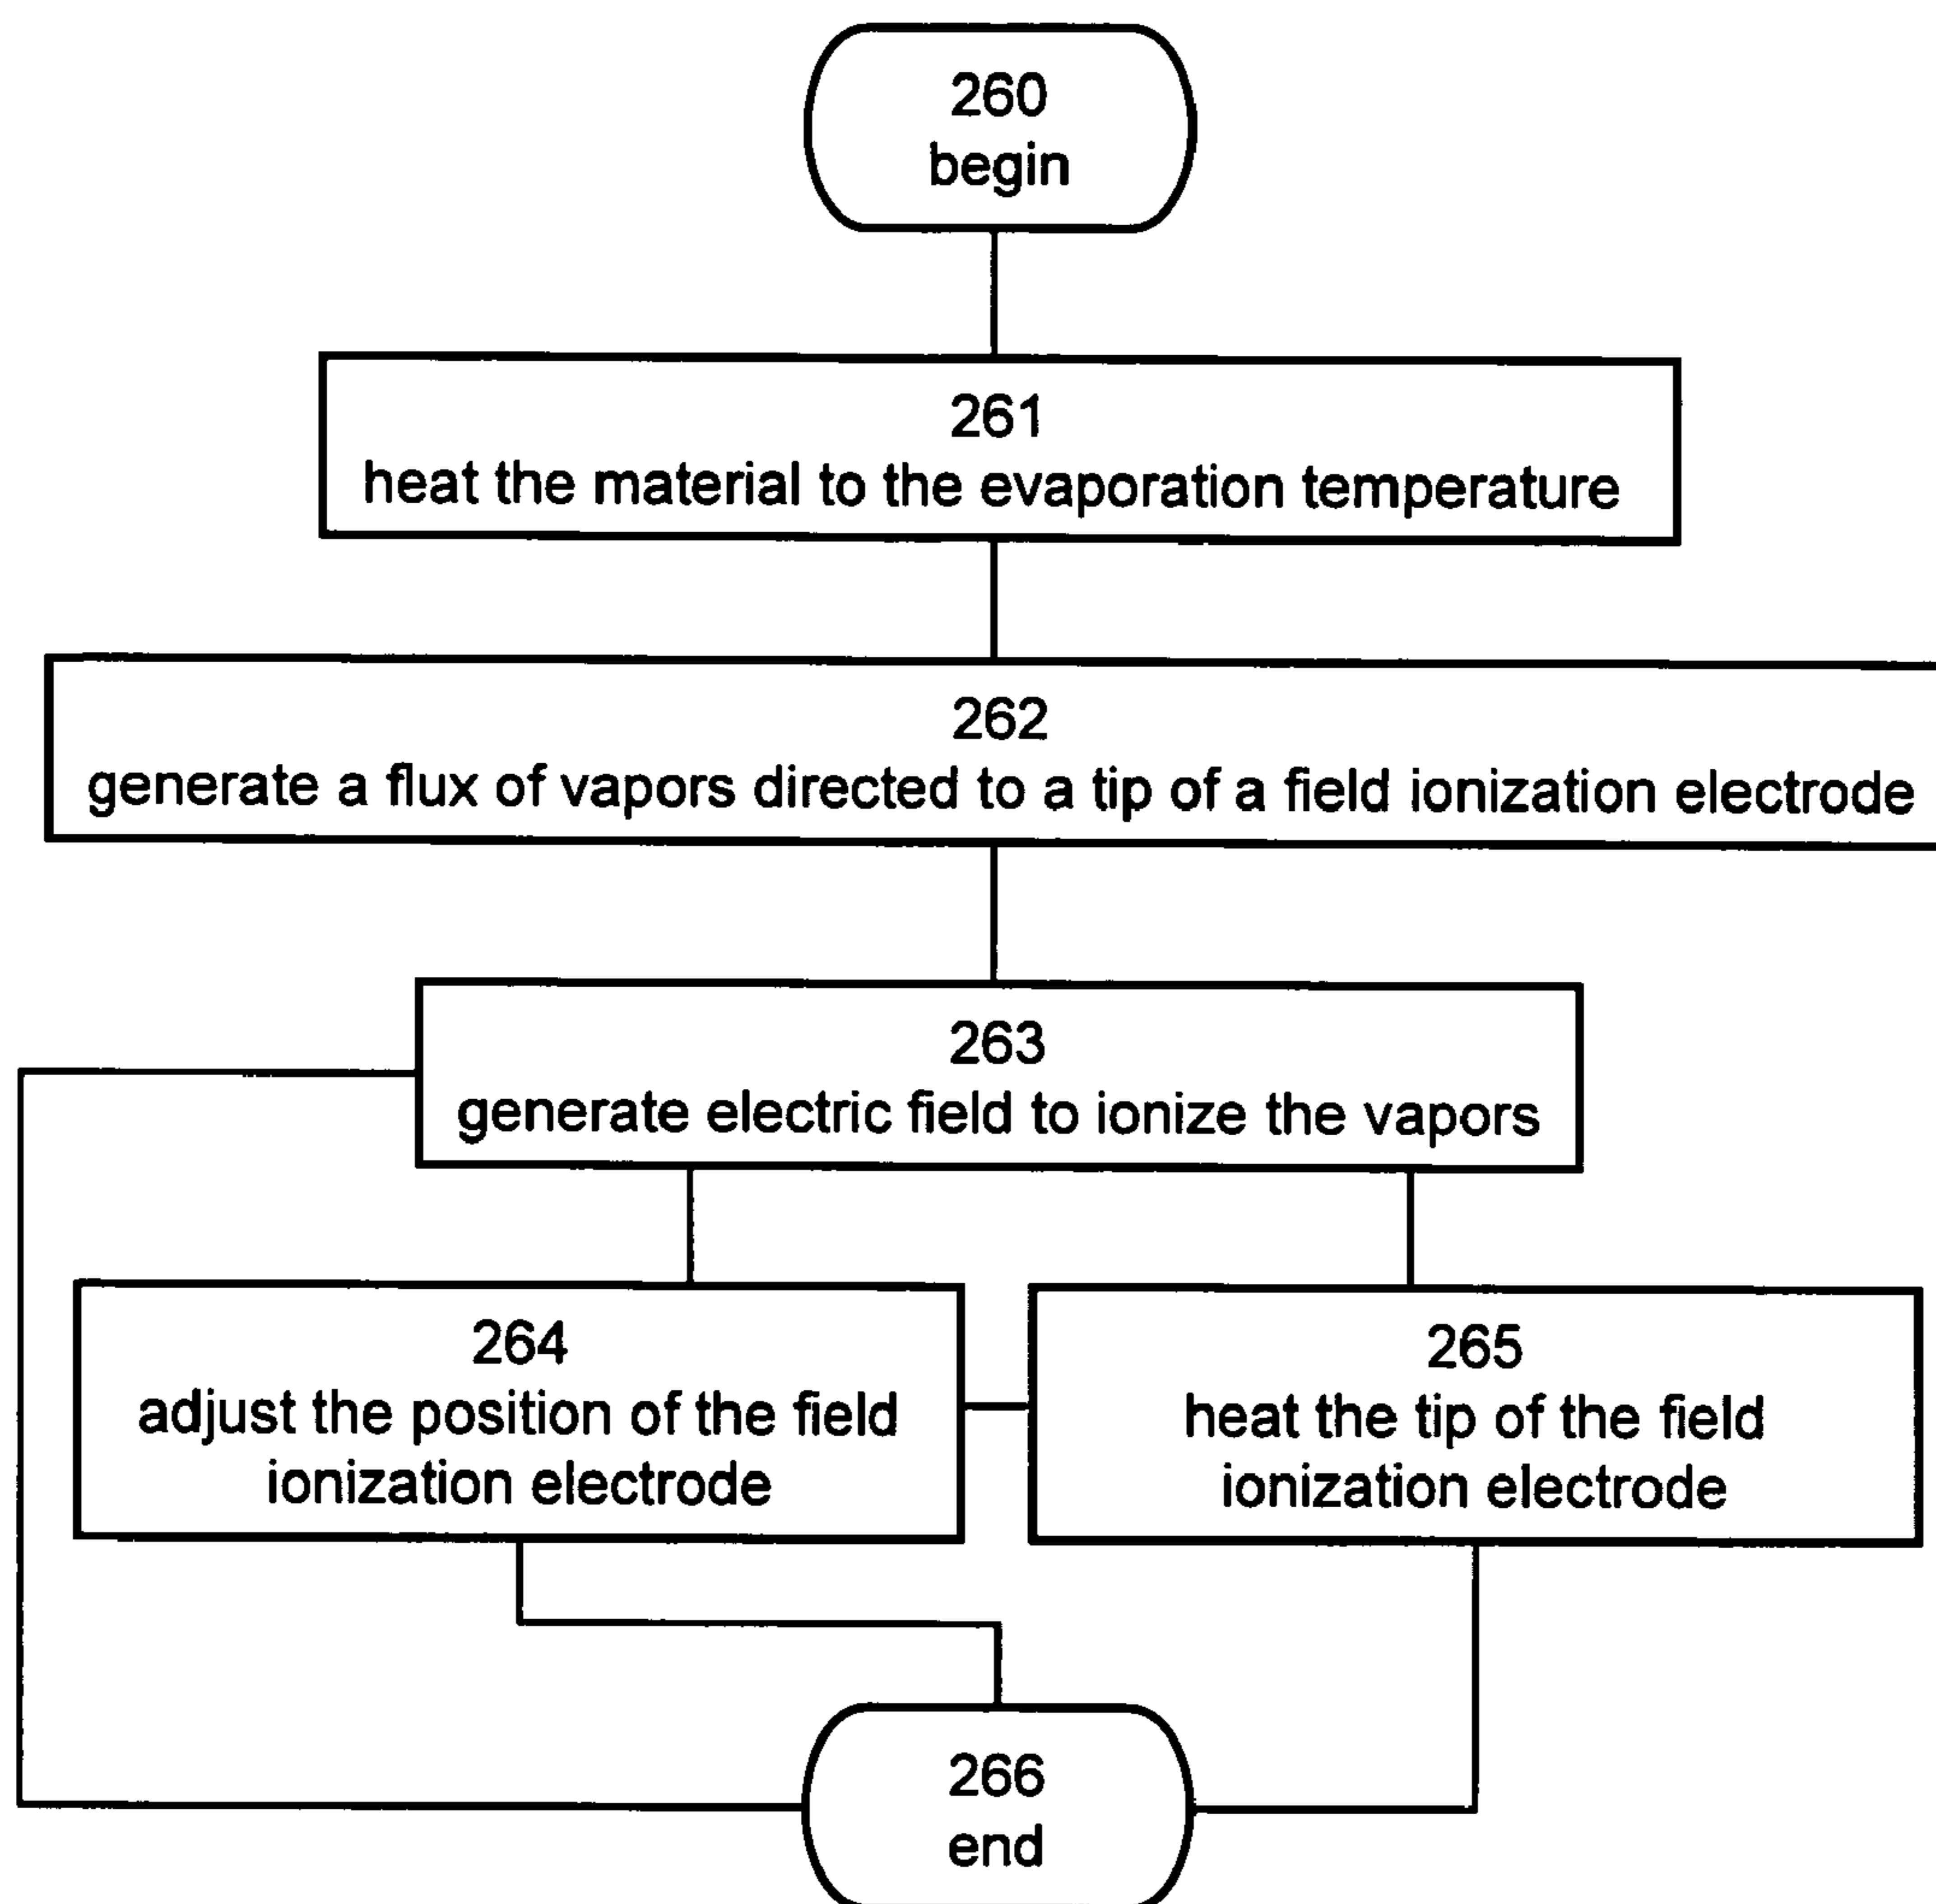 260
begin
261
heat the material to the evaporation temperature
262
generate a flux of vapors directed to a tip of a field ionization electrode
263
generate electric field to ionize the vapors
264
adjust the position of the field
ionization electrode
265
heat the tip of the field
ionization electrode
266
end